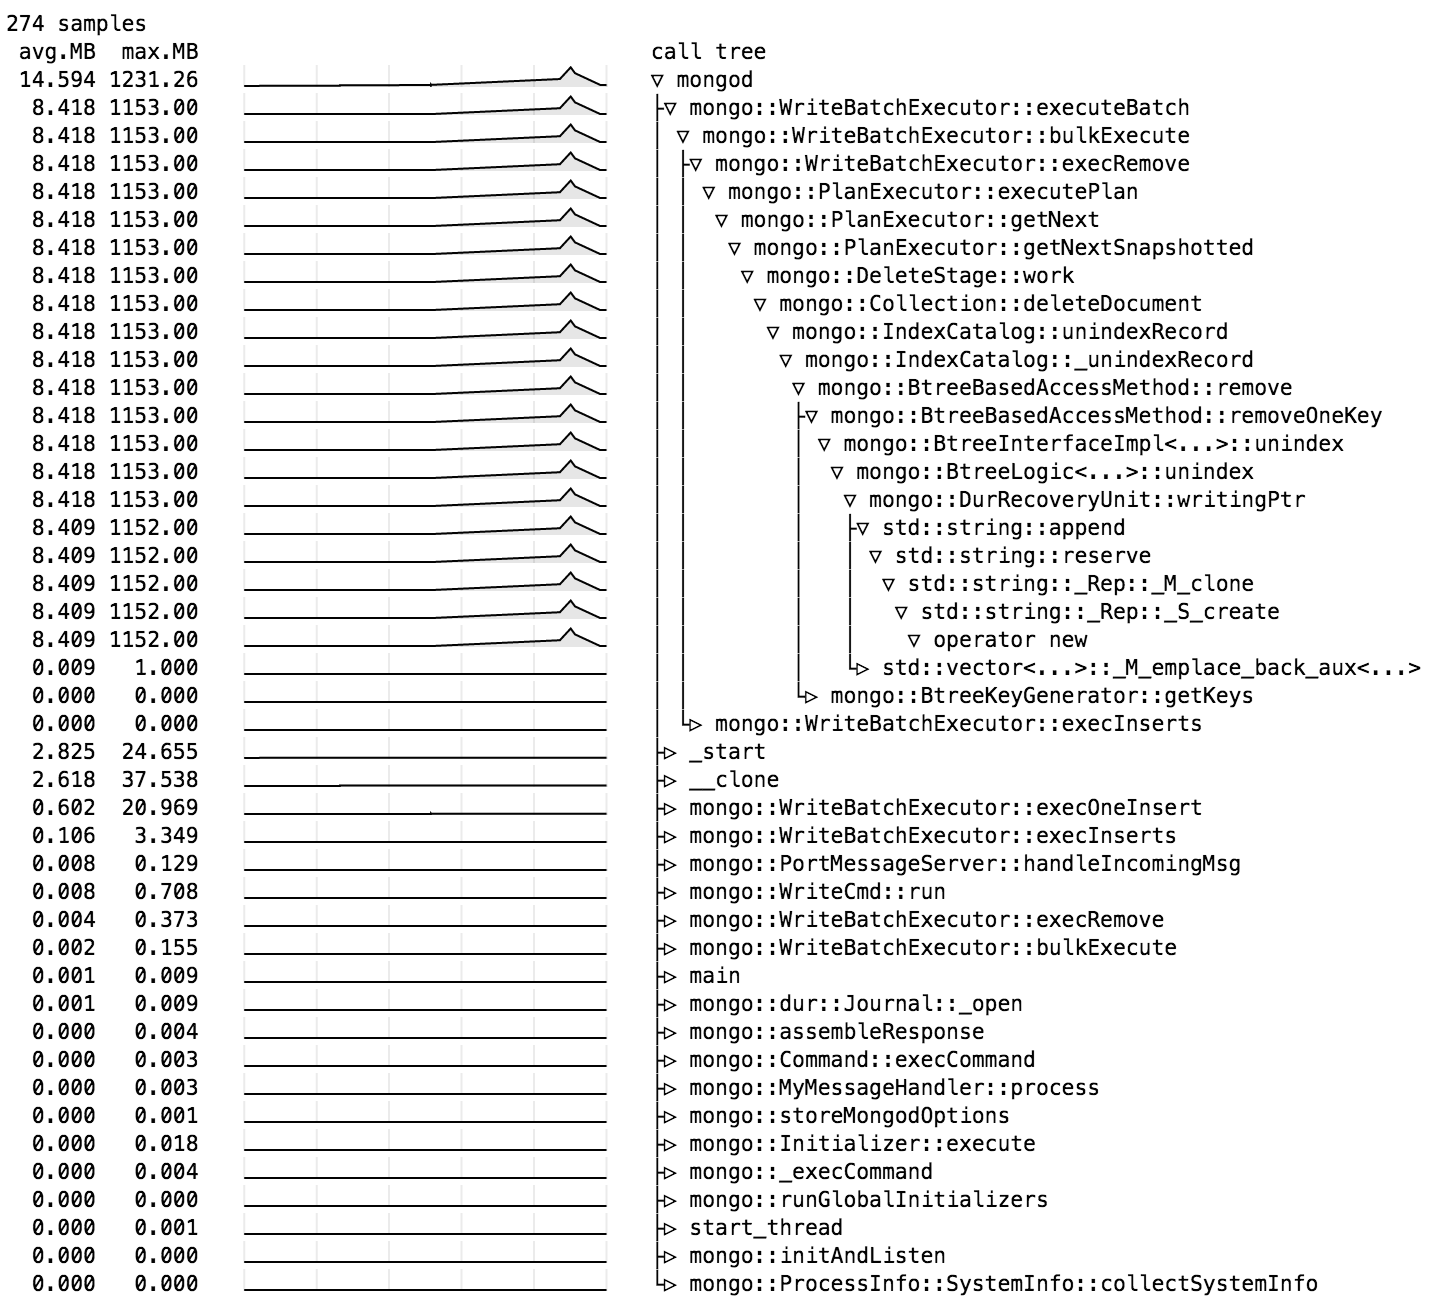 274 samples
avg.MB max.MB call tree
14.594 1231.26 ▽ mongod
8.418 1153.00 ├▽ mongo::WriteBatchExecutor::executeBatch
8.418 1153.00 │ ▽ mongo::WriteBatchExecutor::bulkExecute
8.418 1153.00 │ ├▽ mongo::WriteBatchExecutor::execRemove
8.418 1153.00 │ │ ▽ mongo::PlanExecutor::executePlan
8.418 1153.00 │ │ ▽ mongo::PlanExecutor::getNext
8.418 1153.00 │ │ ▽ mongo::PlanExecutor::getNextSnapshotted
8.418 1153.00 │ │ ▽ mongo::DeleteStage::work
8.418 1153.00 │ │ ▽ mongo::Collection::deleteDocument
8.418 1153.00 │ │ ▽ mongo::IndexCatalog::unindexRecord
8.418 1153.00 │ │ ▽ mongo::IndexCatalog::_unindexRecord
8.418 1153.00 │ │ ▽ mongo::BtreeBasedAccessMethod::remove
8.418 1153.00 │ │ ├▽ mongo::BtreeBasedAccessMethod::removeOneKey
8.418 1153.00 │ │ │ ▽ mongo::BtreeInterfaceImpl<...>::unindex
8.418 1153.00 │ │ │ ▽ mongo::BtreeLogic<...>::unindex
8.418 1153.00 │ │ │ ▽ mongo::DurRecoveryUnit::writingPtr
8.409 1152.00 │ │ │ ├▽ std::string::append
8.409 1152.00 │ │ │ │ ▽ std::string::reserve
8.409 1152.00 │ │ │ │ ▽ std::string::_Rep::_M_clone
8.409 1152.00 │ │ │ │ ▽ std::string::_Rep::_S_create
8.409 1152.00 │ │ │ │ ▽ operator new
0.009 1.000 │ │ │ └▷ std::vector<...>::_M_emplace_back_aux<...>
0.000 0.000 │ │ └▷ mongo::BtreeKeyGenerator::getKeys
0.000 0.000 │ └▷ mongo::WriteBatchExecutor::execInserts
2.825 24.655 ├▷ _start
2.618 37.538 ├▷ __clone
0.602 20.969 ├▷ mongo::WriteBatchExecutor::execOneInsert
0.106 3.349 ├▷ mongo::WriteBatchExecutor::execInserts
0.008 0.129 ├▷ mongo::PortMessageServer::handleIncomingMsg
0.008 0.708 ├▷ mongo::WriteCmd::run
0.004 0.373 ├▷ mongo::WriteBatchExecutor::execRemove
0.002 0.155 ├▷ mongo::WriteBatchExecutor::bulkExecute
0.001 0.009 ├▷ main
0.001 0.009 ├▷ mongo::dur::Journal::_open
0.000 0.004 ├▷ mongo::assembleResponse
0.000 0.003 ├▷ mongo::Command::execCommand
0.000 0.003 ├▷ mongo::MyMessageHandler::process
0.000 0.001 ├▷ mongo::storeMongodOptions
0.000 0.018 ├▷ mongo::Initializer::execute
0.000 0.004 ├▷ mongo::_execCommand
0.000 0.000 ├▷ mongo::runGlobalInitializers
0.000 0.001 ├▷ start_thread
0.000 0.000 ├▷ mongo::initAndListen
0.000 0.000 └▷ mongo::ProcessInfo::SystemInfo::collectSystemInfo